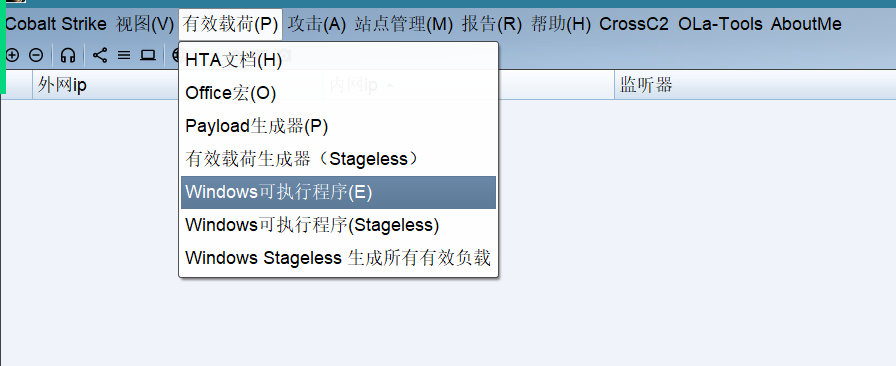 Cobalt Strike 视图(V) 有效载荷(P) 攻击(A) 站点管理(M) 报告(R) 帮助(H) CrossC2 OLa-Tools AboutMe
外网ip 内网ip 监听器
HTA文档(H)
Office宏(O)
Payload生成器(P)
有效载荷生成器（Stageless）
Windows可执行程序(E)
Windows可执行程序(Stageless)
Windows Stageless 生成所有有效负载